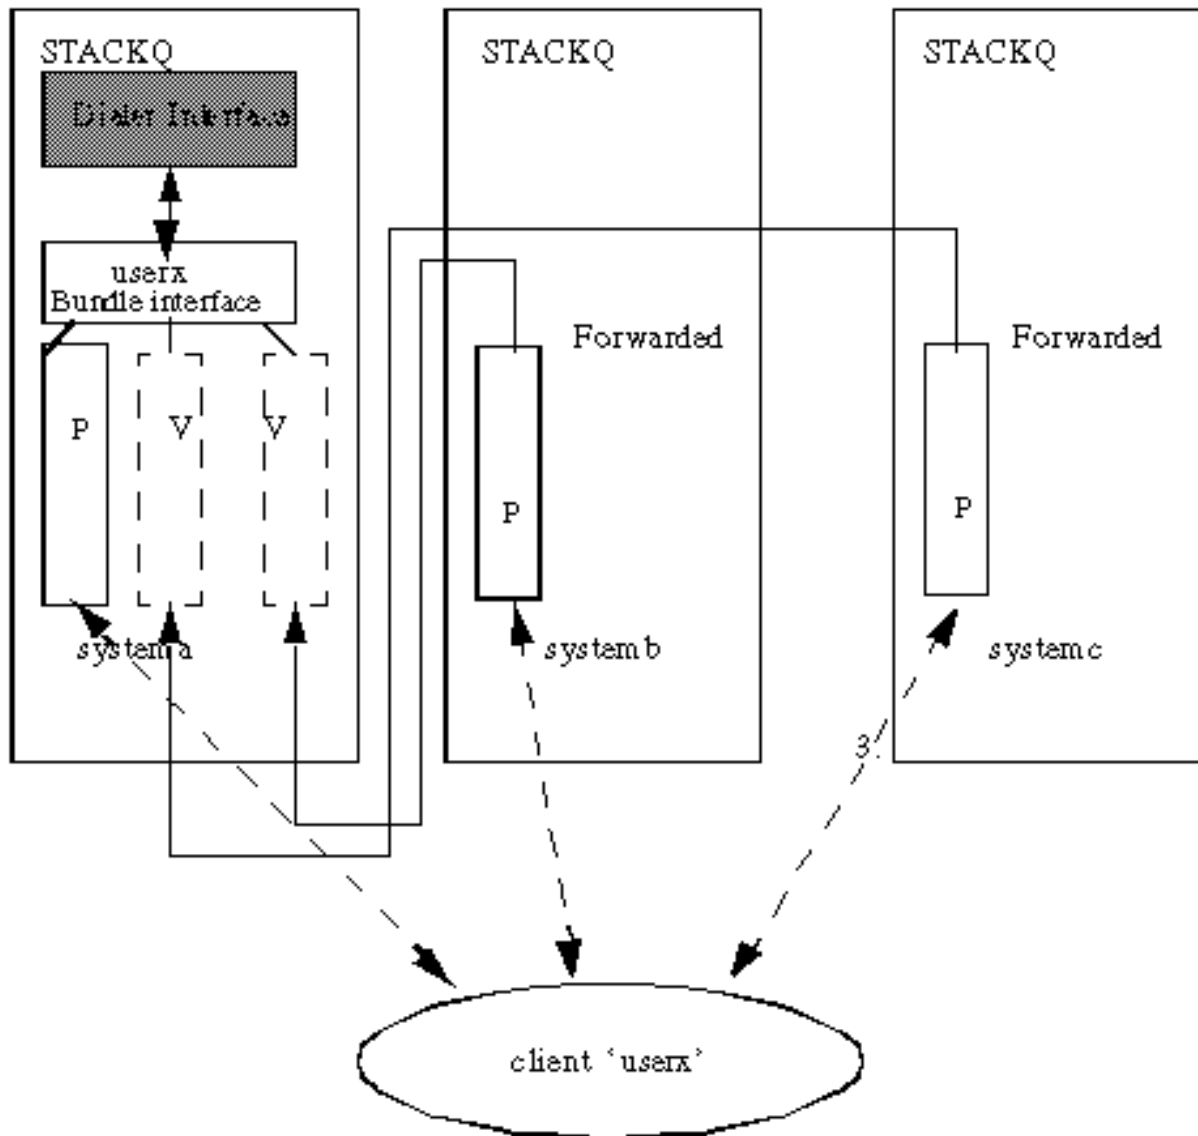 STACKQ
STACKQ
STACKQ
Dialer Interface
userx
Bundle interface
Forwarded
Forwarded
P
V
V
P
P
system a
system b
system c
3.
client ‘userx’